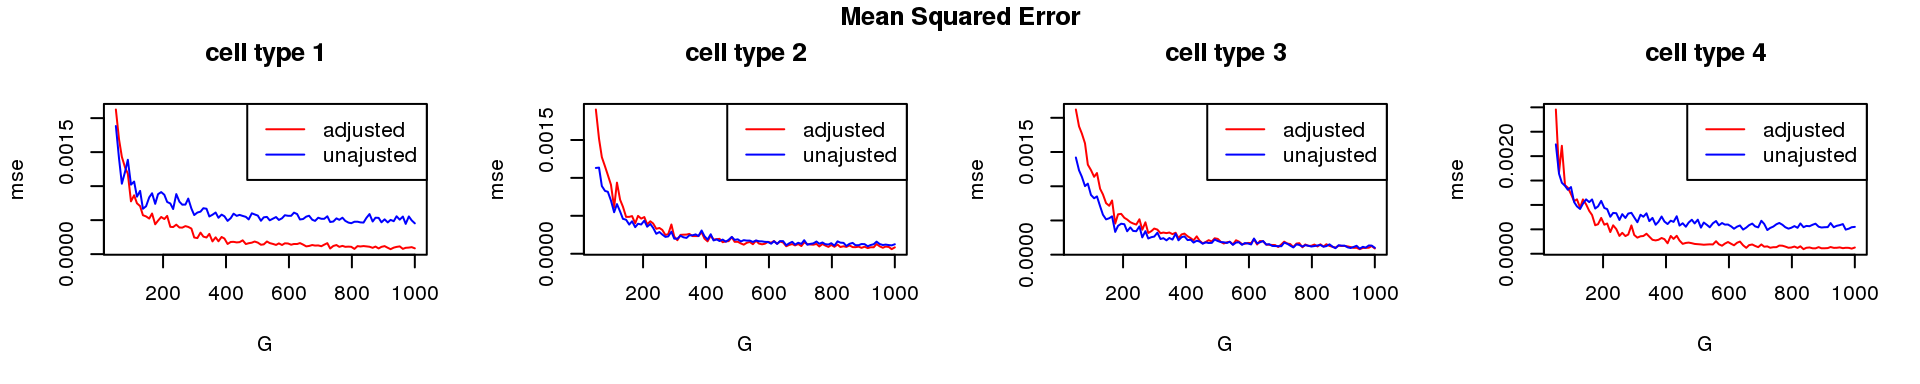 Mean Squared Error
cell type 1
mse
0.0015
0.0000
adjusted
unajusted
200 400 600 800 1000
G
cell type 2
mse
0.0015
0.0000
adjusted
unajusted
200 400 600 800 1000
G
cell type 3
mse
0.0015
0.0000
adjusted
unajusted
200 400 600 800 1000
G
cell type 4
mse
0.0020
0.0000
adjusted
unajusted
200 400 600 800 1000
G